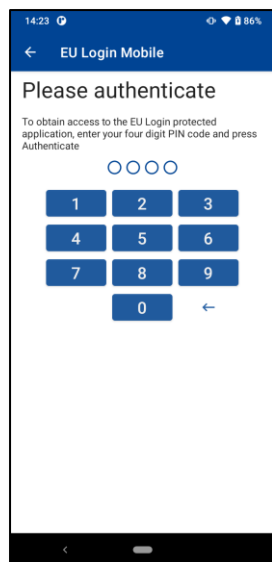 14:23 86%
EU Login Mobile
Please authenticate
To obtain access to the EU Login protected
application, enter your four digit PIN code and press
Authenticate
1 2 3
4 5 6
7 8 9
0